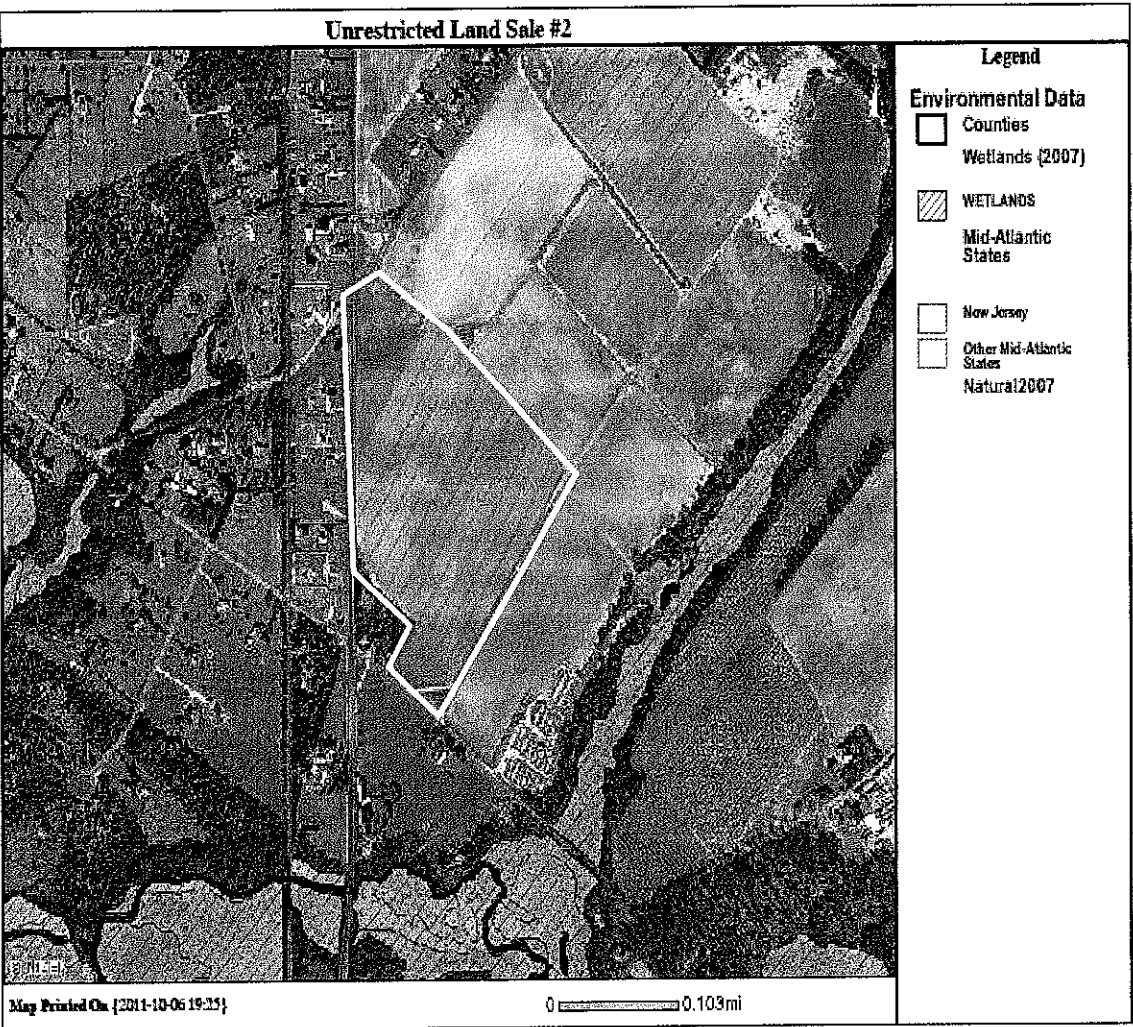 Unrestricted Land Sale #2
Legend
Environmental Data
Counties
Wetlands {2007}
WETLANDS
Mid-Atlantic
States
New Jersey
Other Mid-Atlantic
States
Natural2007
Map Printed On {2011-10-06 19:25}
0 0.103mi